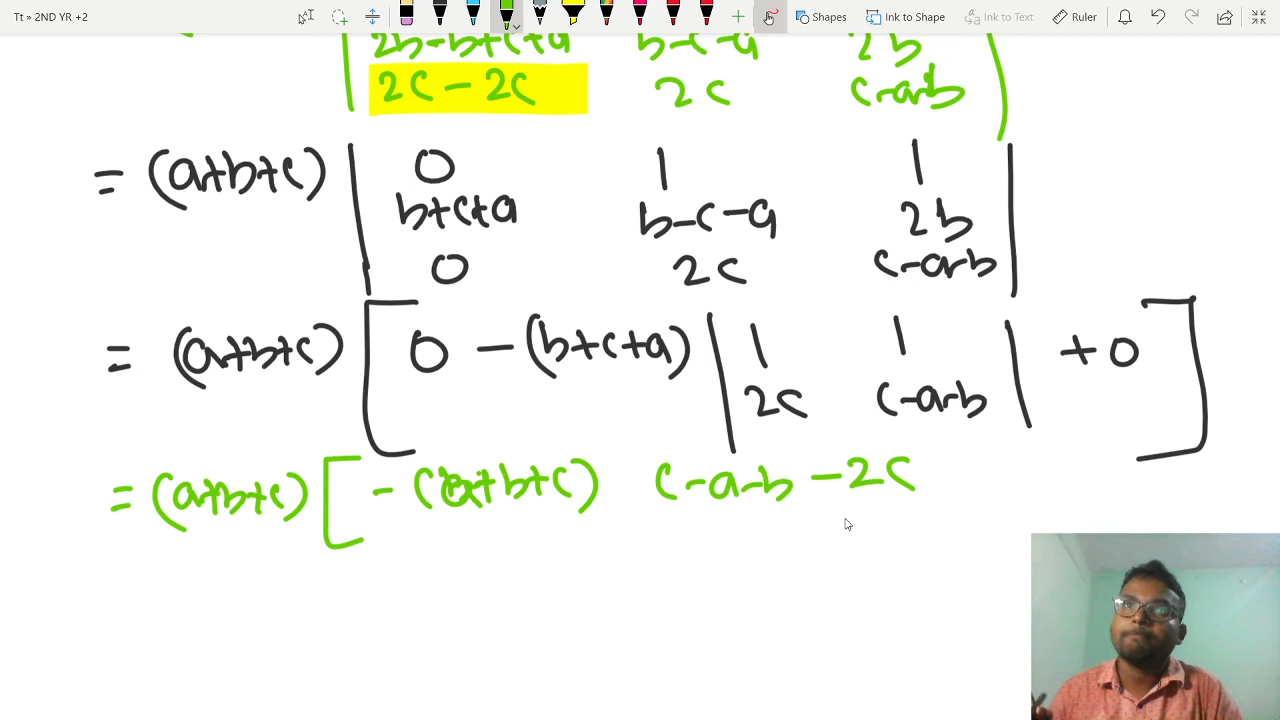 Tt » 2ND YR +2
Shapes Ink to Shape Ink to Text Ruler
2b-b+c+a b-c-a 2b
2c - 2c 2c c-a-b
= (a+b+c) | 0 1 1 |
b+c+a b-c-a 2b
0 2c c-a-b
= (a+b+c) [ 0 - (b+c+a) | 1 1 | + 0 ]
2c c-a-b
= (a+b+c) [ - (a+b+c) c-a-b - 2c